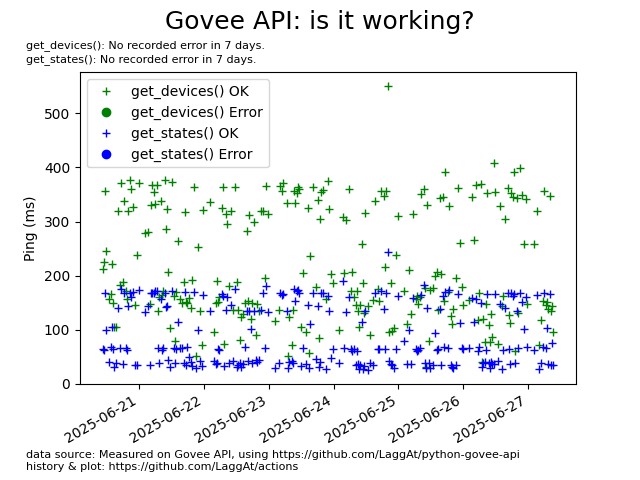 Govee API: is it working?
get_devices(): No recorded error in 7 days.
get_states(): No recorded error in 7 days.
get_devices() OK
get_devices() Error
get_states() OK
get_states() Error
Ping (ms)
500
400
300
200
100
0
2025-06-21
2025-06-22
2025-06-23
2025-06-24
2025-06-25
2025-06-26
2025-06-27
data source: Measured on Govee API, using https://github.com/LaggAt/python-govee-api
history & plot: https://github.com/LaggAt/actions